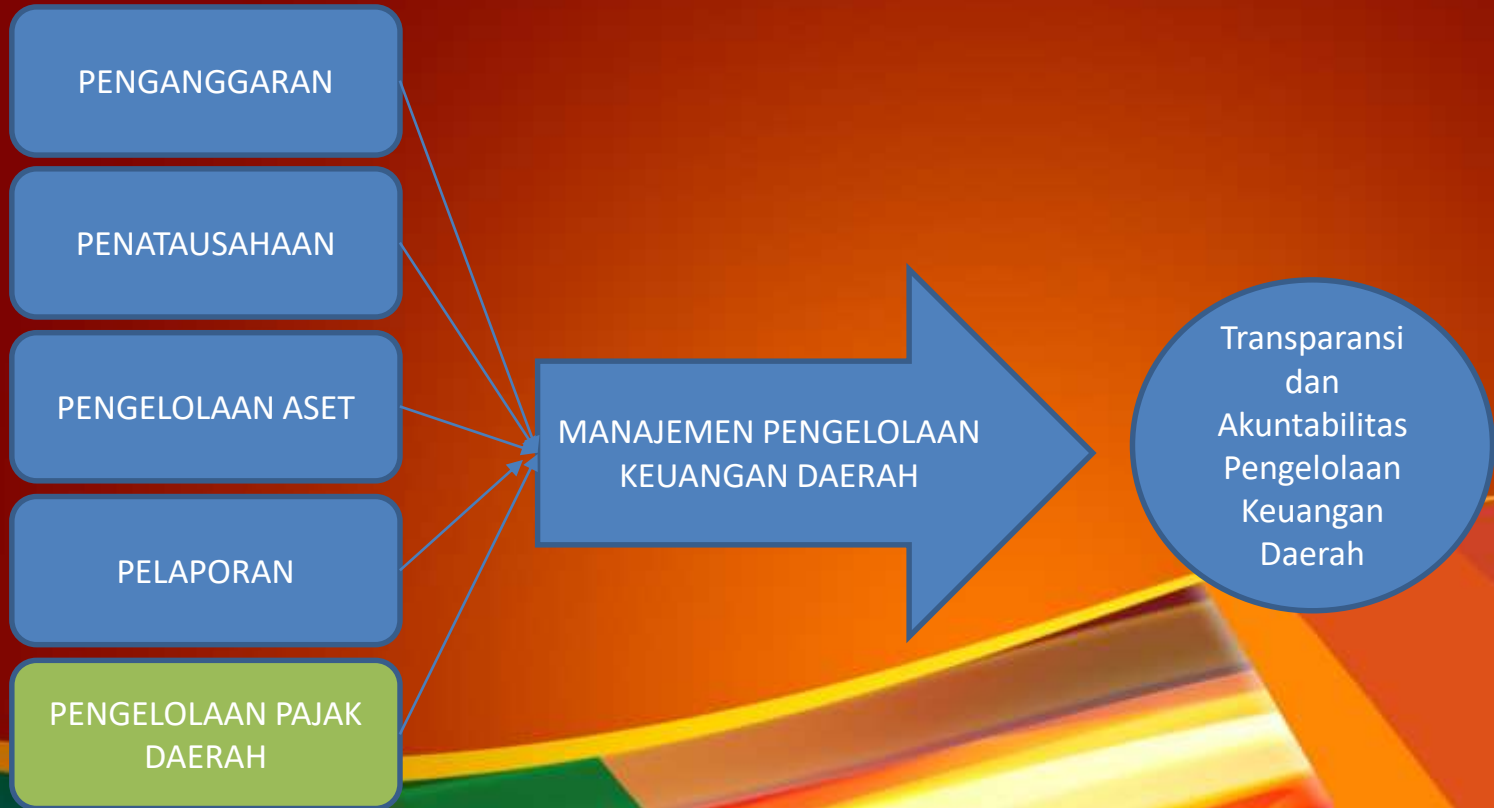 PENGANGGARAN
PENATAUSAHAAN
PENGELOLAAN ASET
PELAPORAN
PENGELOLAAN PAJAK
DAERAH
MANAJEMEN PENGELOLAAN
KEUANGAN DAERAH
Transparansi
dan
Akuntabilitas
Pengelolaan
Keuangan
Daerah